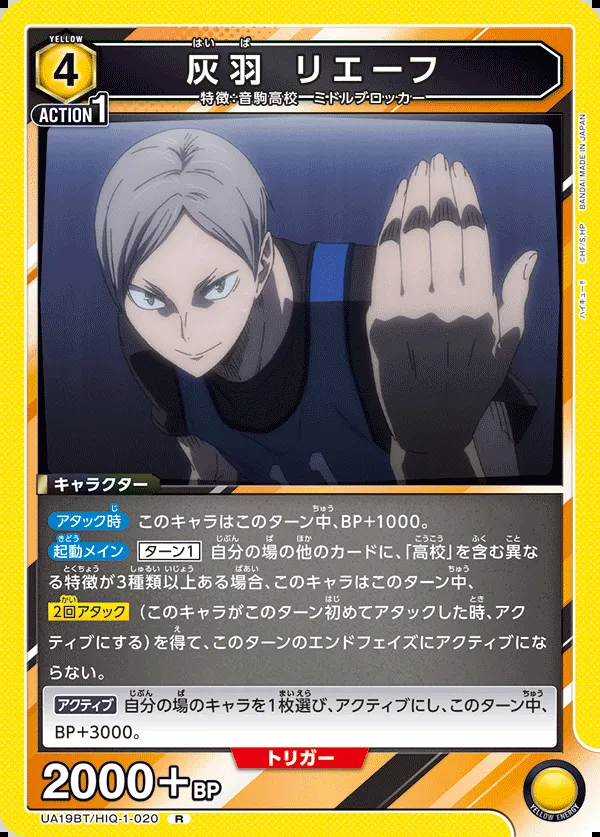 YELLOW
4
ACTION 1
はい ば
灰羽 リエーフ
特徴:音駒高校 ミドルブロッカー
ハイキュー!! ©HF/S,HP BANDAI MADE IN JAPAN
キャラクター
アタック時 このキャラはこのターン中、BP+1000。
起動メイン ターン1 自分の場の他のカードに、「高校」を含む異な
る特徴が3種類以上ある場合、このキャラはこのターン中、
2回アタック (このキャラがこのターン初めてアタックした時、アク
ティブにする)を得て、このターンのエンドフェイズにアクティブにな
らない。
アクティブ 自分の場のキャラを1枚選び、アクティブにし、このターン中、
BP+3000。
トリガー
2000+BP
UA19BT/HIQ-1-020 R
YELLOW ENERGY